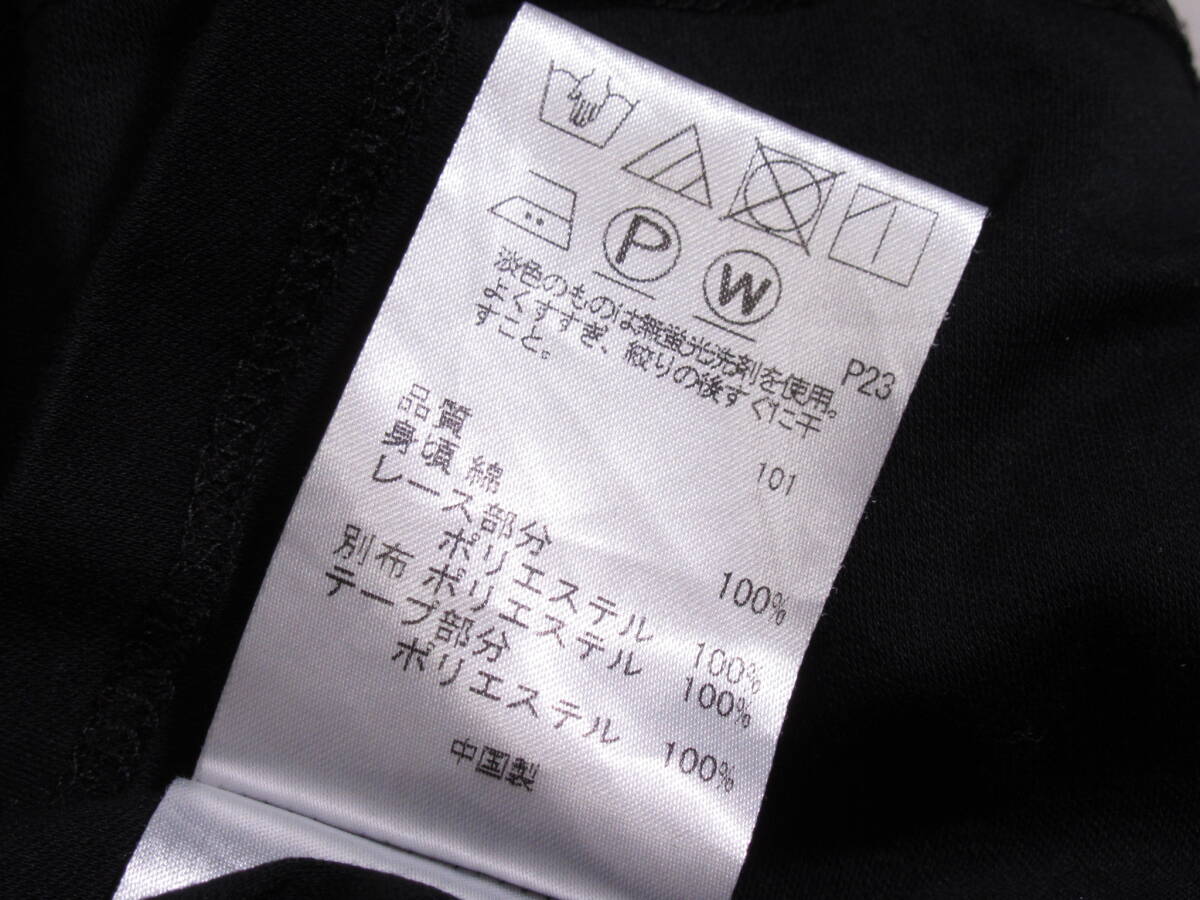 P
W
淡色のものは無蛍光洗剤を使用。
よくすすぎ、絞りの後すぐに干
すこと。
P23
101
品質
身頃 綿 100%
レース部分
ポリエステル 100%
別布 ポリエステル 100%
テープ部分
ポリエステル 100%
中国製